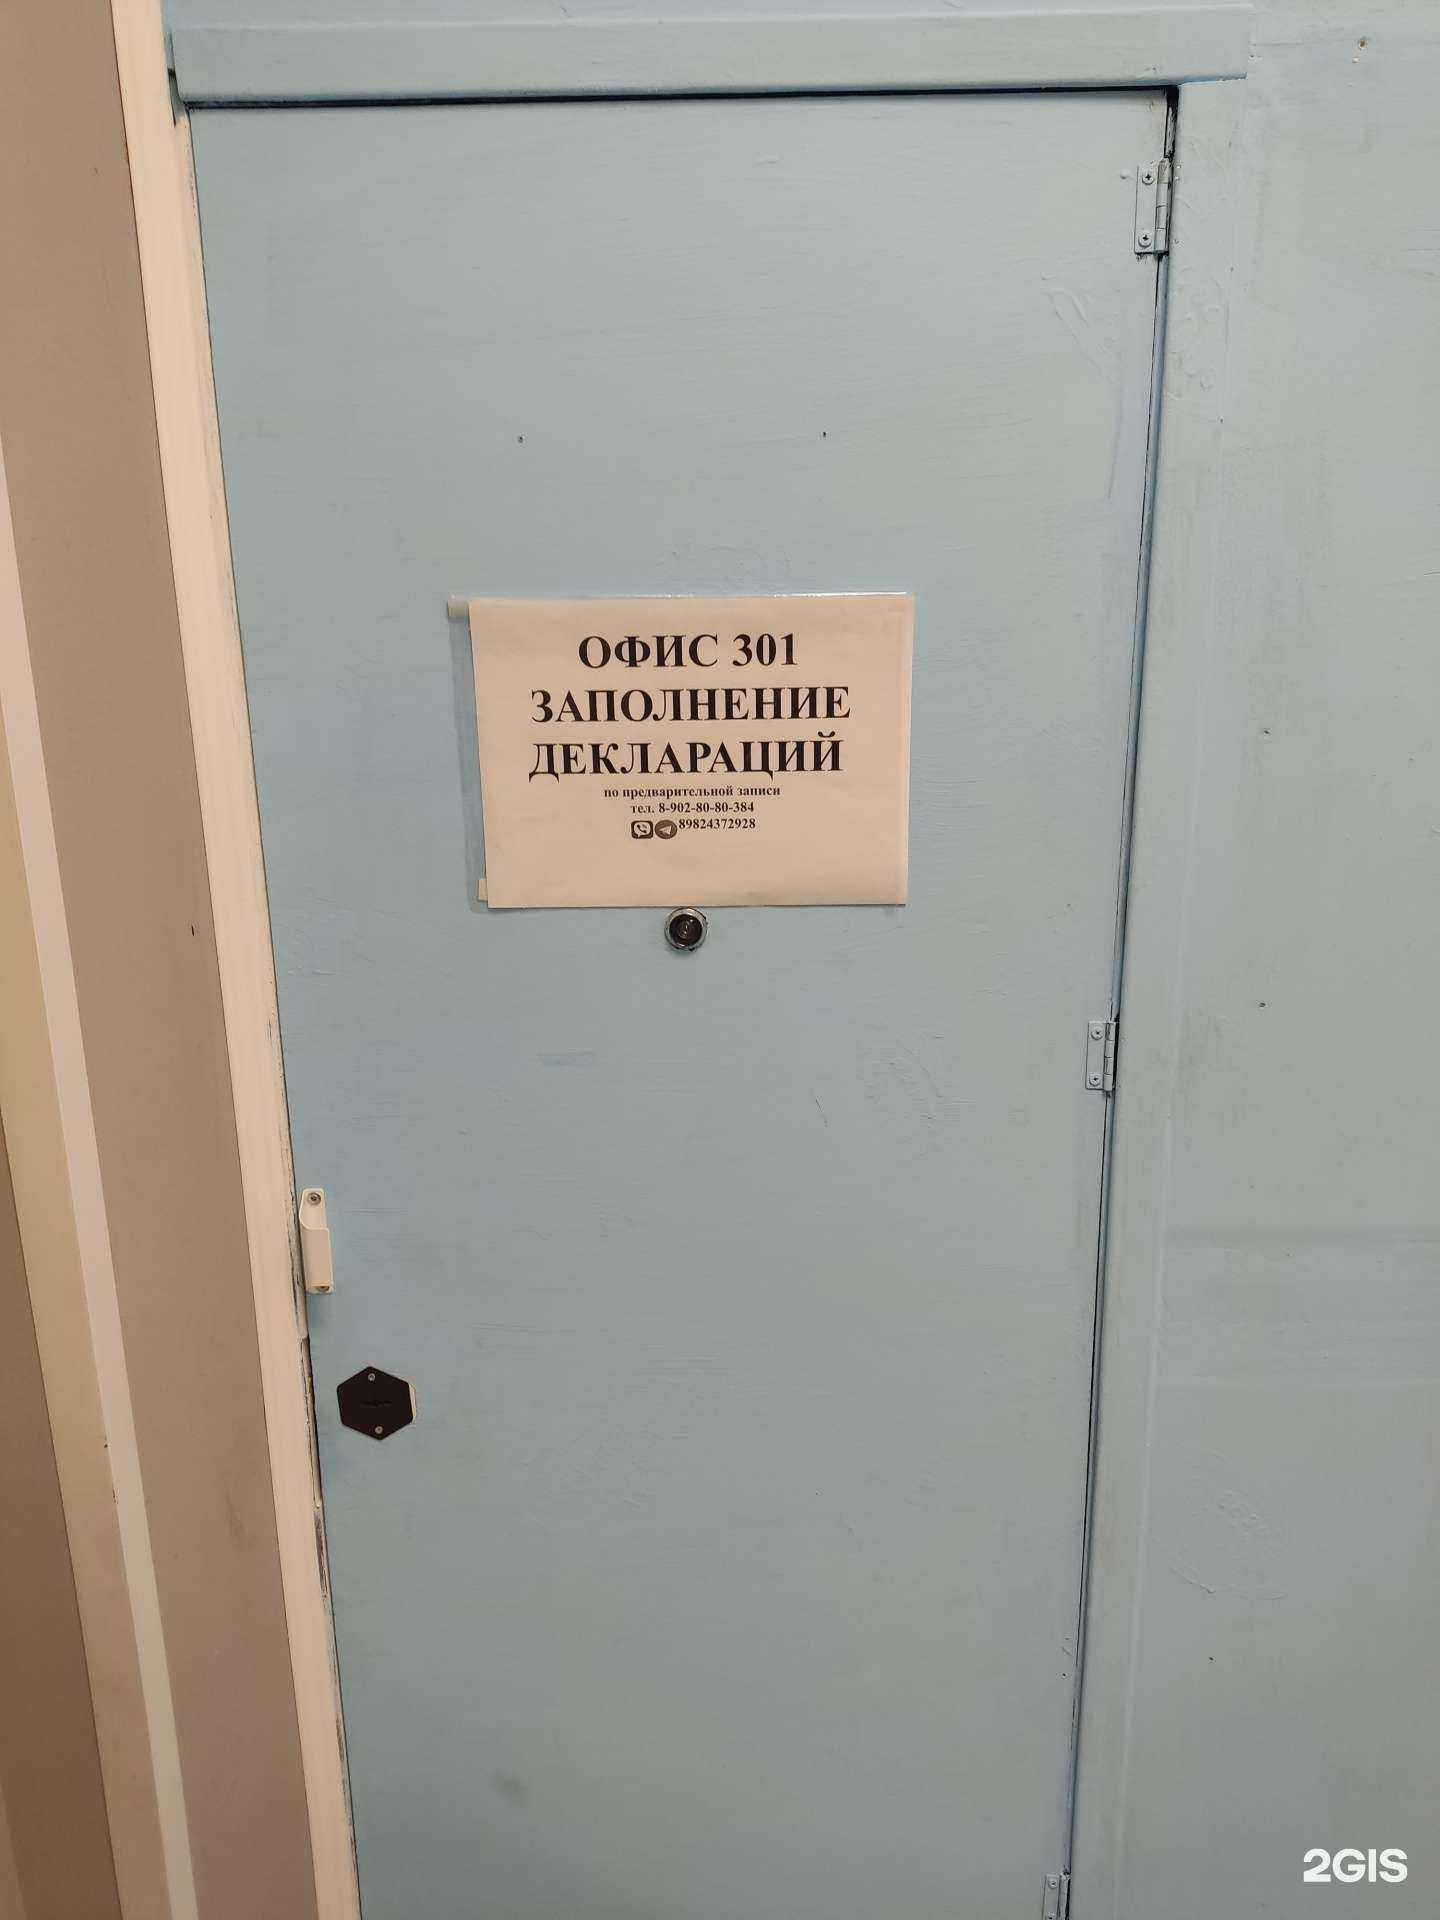 ОФИС 301
ЗАПОЛНЕНИЕ
ДЕКЛАРАЦИЙ
по предварительной записи
тел. 8-902-80-80-384
89824372928
2GIS